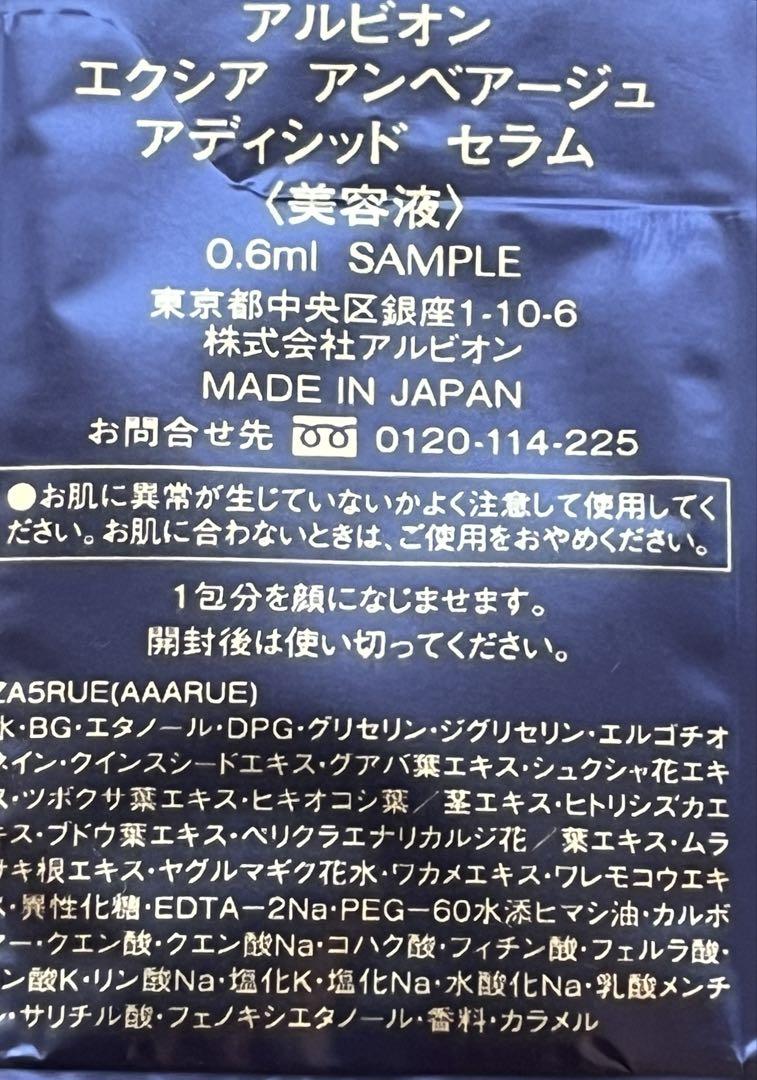 アルビオン
エクシア アンベアージュ
アディシッド セラム
〈美容液〉
0.6ml SAMPLE
東京都中央区銀座1-10-6
株式会社アルビオン
MADE IN JAPAN
お問合せ先 0120-114-225
●お肌に異常が生じていないかよく注意して使用してく
ださい。お肌に合わないときは、ご使用をおやめください。
1包分を顔になじませます。
開封後は使い切ってください。
ZA5RUE(AAARUE)
水・BG・エタノール・DPG・グリセリン・ジグリセリン・エルゴチオ
ネイン・クインスシードエキス・グアバ葉エキス・シュクシャ花エキ
ス・ツボクサ葉エキス・ヒキオコシ葉/茎エキス・ヒトリシズカエ
キス・ブドウ葉エキス・ペリクラエナリカルジ花/葉エキス・ムラ
サキ根エキス・ヤグルマギク花水・ワカメエキス・ワレモコウエキ
ス・異性化糖・EDTA-2Na・PEG-60水添ヒマシ油・カルボ
マー・クエン酸・クエン酸Na・コハク酸・フィチン酸・フェルラ酸・
ン酸K・リン酸Na・塩化K・塩化Na・水酸化Na・乳酸メンチ
ル・サリチル酸・フェノキシエタノール・香料・カラメル